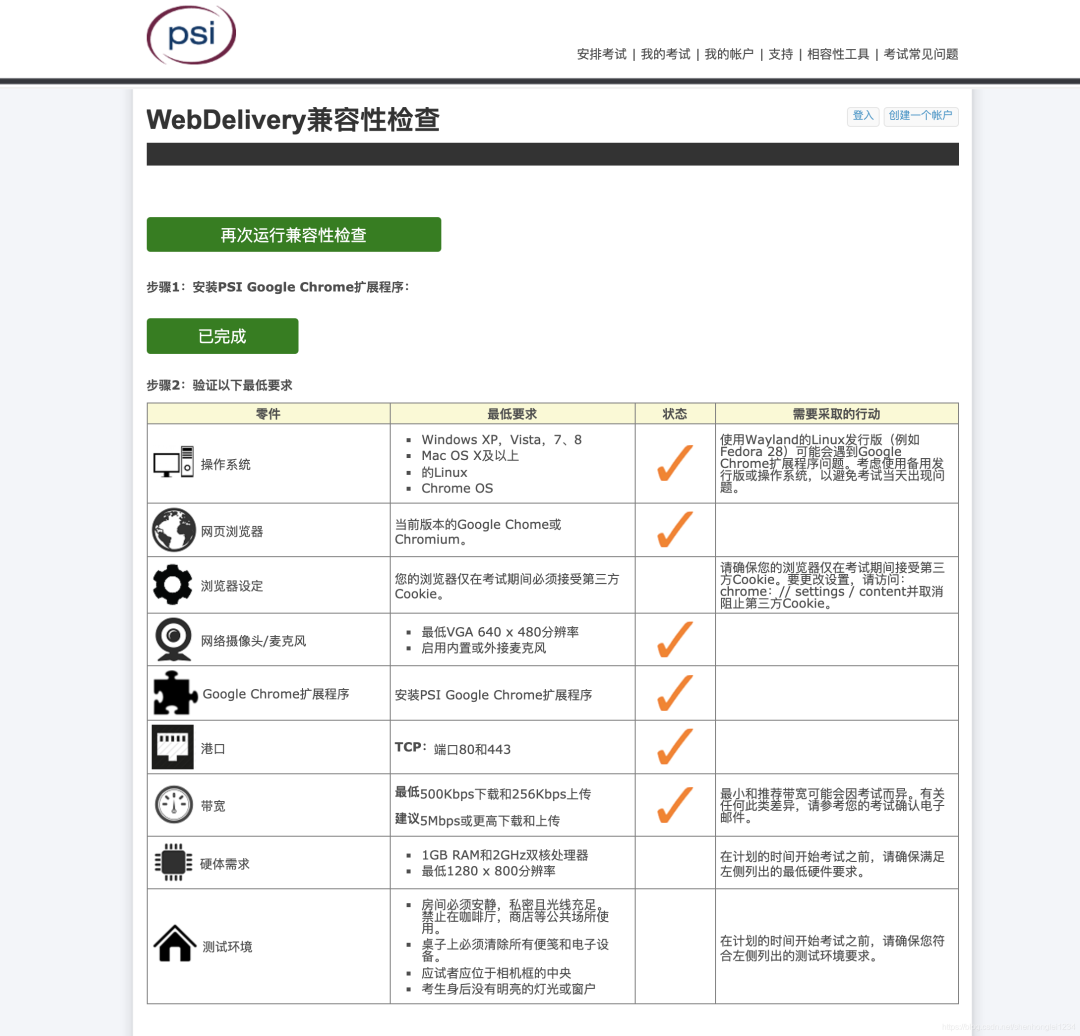 psi
安排考试 | 我的考试 | 我的帐户 | 支持 | 相容性工具 | 考试常见问题
WebDelivery兼容性检查
登入 创建一个帐户
再次运行兼容性检查
步骤1：安装PSI Google Chrome扩展程序：
已完成
步骤2：验证以下最低要求
零件 最低要求 状态 需要采取的行动
操作系统
Windows XP，Vista，7、8
Mac OS X及以上
的Linux
Chrome OS
使用Wayland的Linux发行版（例如
Fedora 28）可能会遇到Google
Chrome扩展程序问题。考虑使用备用发
行版或操作系统，以避免考试当天出现问
题。
网页浏览器
当前版本的Google Chome或
Chromium。
浏览器设定
您的浏览器仅在考试期间必须接受第三方
Cookie。
请确保您的浏览器仅在考试期间接受第三
方Cookie。要更改设置，请访问：
chrome：// settings / content并取消
阻止第三方Cookie。
网络摄像头/麦克风
最低VGA 640 x 480分辨率
启用内置或外接麦克风
Google Chrome扩展程序
安装PSI Google Chrome扩展程序
港口
TCP：端口80和443
带宽
最低500Kbps下载和256Kbps上传
建议5Mbps或更高下载和上传
最小和推荐带宽可能会因考试而异。有关
任何此类差异，请参考您的考试确认电子
邮件。
硬体需求
1GB RAM和2GHz双核处理器
最低1280 x 800分辨率
在计划的时间开始考试之前，请确保满足
左侧列出的最低硬件要求。
测试环境
房间必须安静，私密且光线充足。
禁止在咖啡厅，商店等公共场所使
用。
桌子上必须清除所有便笺和电子设
备。
应试者应位于相机框的中央
考生身后没有明亮的灯光或窗户
在计划的时间开始考试之前，请确保您符
合左侧列出的测试环境要求。